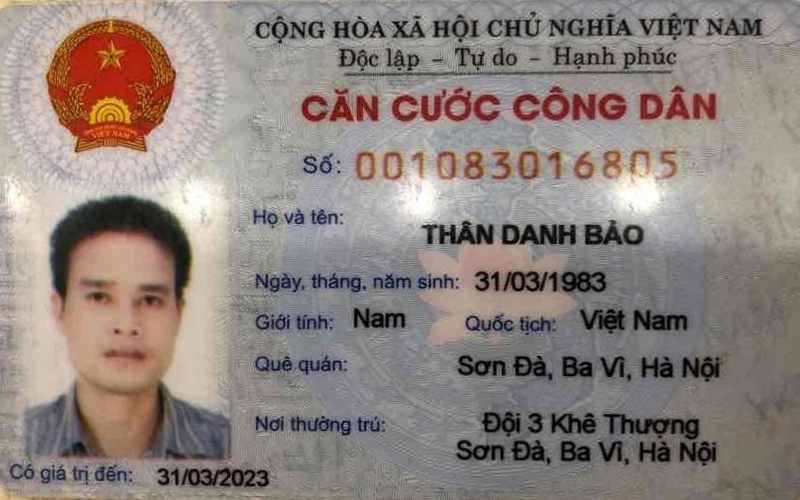 CỘNG HÒA XÃ HỘI CHỦ NGHĨA VIỆT NAM
Độc lập - Tự do - Hạnh phúc
CĂN CƯỚC CÔNG DÂN
Số: 001083016805
Họ và tên:
THÂN DANH BẢO
Ngày, tháng, năm sinh: 31/03/1983
Giới tính: Nam Quốc tịch: Việt Nam
Quê quán: Sơn Đà, Ba Vì, Hà Nội
Nơi thường trú: Đội 3 Khê Thượng
Sơn Đà, Ba Vì, Hà Nội
Có giá trị đến: 31/03/2023
VIỆT NAM